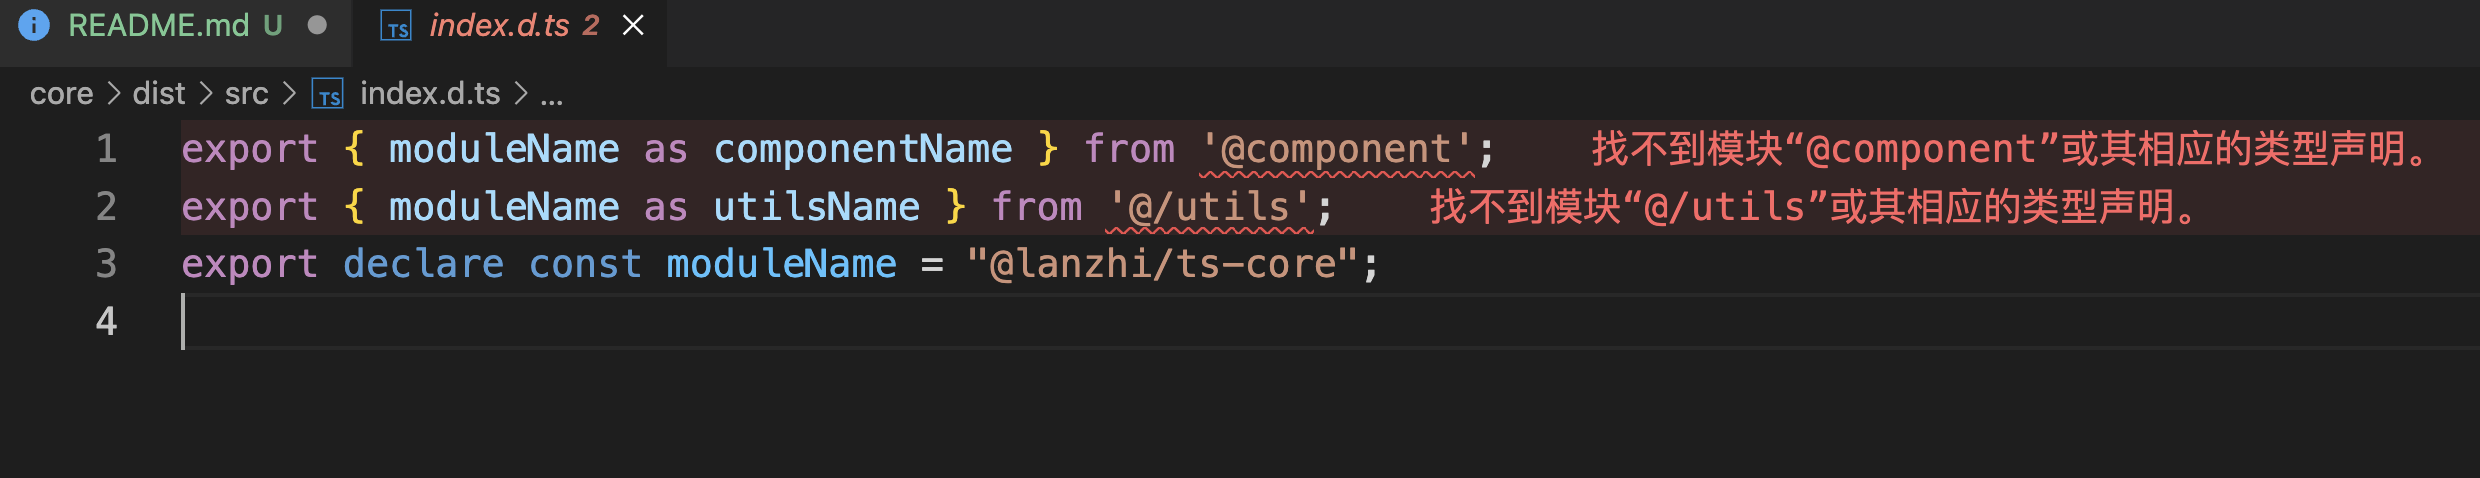 README.md U
TS index.d.ts 2
core > dist > src > TS index.d.ts > ...
1 export { moduleName as componentName } from '@component'; 找不到模块“@component”或其相应的类型声明。
2 export { moduleName as utilsName } from '@/utils'; 找不到模块“@/utils”或其相应的类型声明。
3 export declare const moduleName = "@lanzhi/ts-core";
4